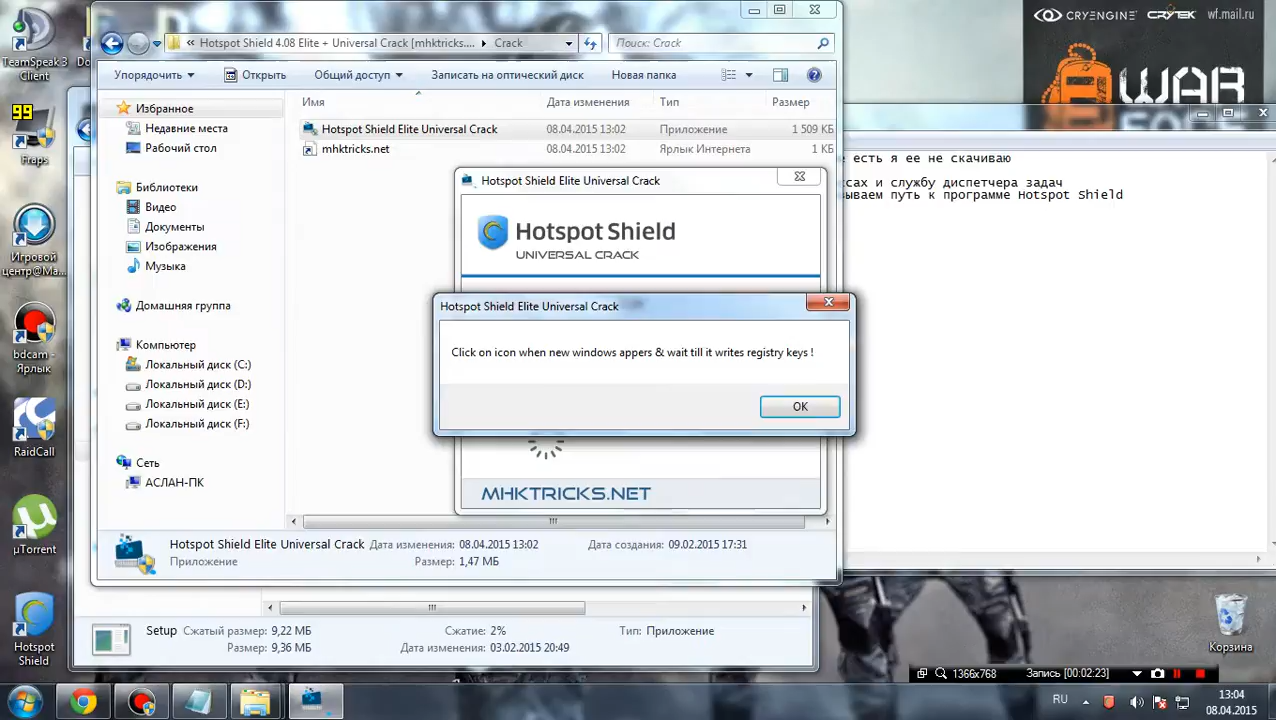 TeamSpeak 3
Client
99
Fraps
Игровой
центр@Ма...
bdcam -
Ярлык
RaidCall
µTorrent
Hotspot
Shield
« Hotspot Shield 4.08 Elite + Universal Crack [mhktricks.... ▸ Crack
Поиск: Crack
Упорядочить
Открыть
Общий доступ
Записать на оптический диск
Новая папка
Имя
Дата изменения
Тип
Размер
Hotspot Shield Elite Universal Crack
08.04.2015 13:02
Приложение
1 509 КБ
mhktricks.net
08.04.2015 13:02
Ярлык Интернета
1 КБ
Избранное
Недавние места
Рабочий стол
Библиотеки
Видео
Документы
Изображения
Музыка
Домашняя группа
Компьютер
Локальный диск (C:)
Локальный диск (D:)
Локальный диск (E:)
Локальный диск (F:)
Сеть
АСЛАН-ПК
Hotspot Shield Elite Universal Crack
Hotspot Shield
UNIVERSAL CRACK
Hotspot Shield Elite Universal Crack
Click on icon when new windows appers & wait till it writes registry keys !
OK
MHKTRICKS.NET
Hotspot Shield Elite Universal Crack
Дата изменения: 08.04.2015 13:02
Дата создания: 09.02.2015 17:31
Приложение
Размер: 1,47 МБ
Setup
Сжатый размер: 9,22 МБ
Сжатие: 2%
Тип: Приложение
Размер: 9,36 МБ
Дата изменения: 03.02.2015 20:49
CRYENGINE
CRYTEK
wf.mail.ru
WAR
е есть я ее не скачиваю
ссах и службу диспетчера задач
ываем путь к программе Hotspot Shield
Корзина
1366x768
Запись [00:02:23]
RU
13:04
08.04.2015